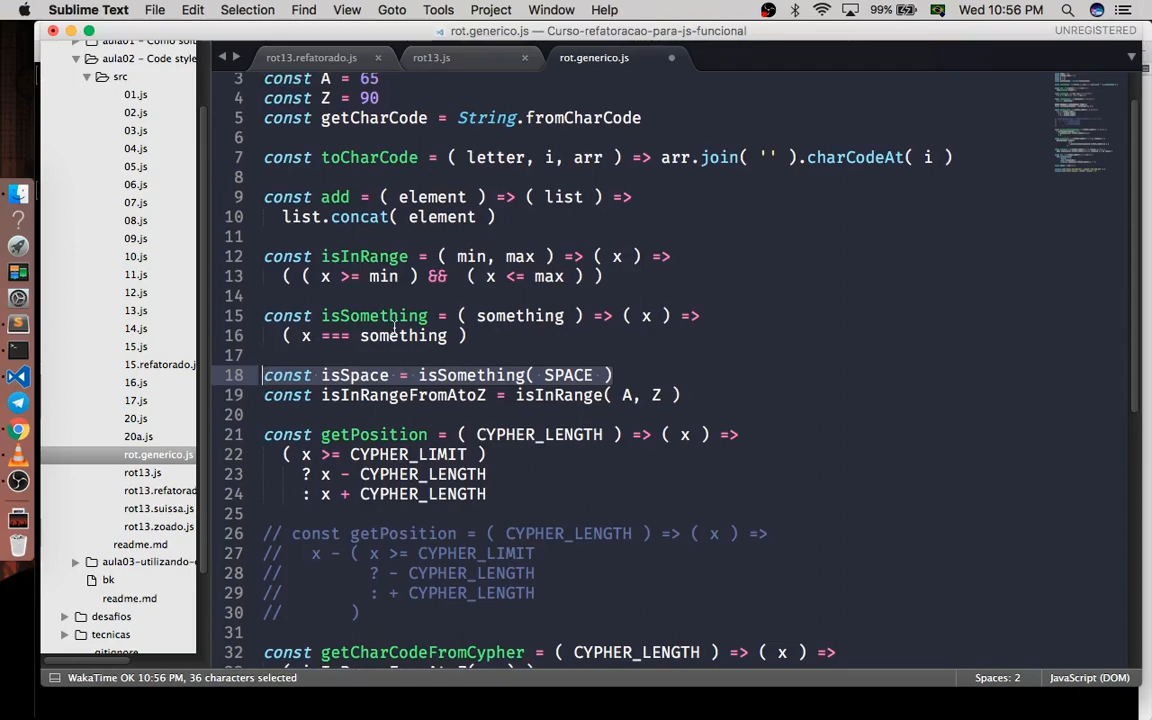 Sublime Text File Edit Selection Find View Goto Tools Project Window Help 99% Wed 10:56 PM
rot.generico.js — Curso-refatoracao-para-js-funcional UNREGISTERED
aula02 – Code style
src
01.js
02.js
03.js
04.js
05.js
06.js
07.js
08.js
09.js
10.js
11.js
12.js
13.js
14.js
15.js
15.refatorado.js
16.js
17.js
20.js
20a.js
rot.generico.js
rot13.js
rot13.refatorad
rot13.suissa.js
rot13.zoado.js
readme.md
aula03-utilizando-
bk
readme.md
desafios
tecnicas
.gitignore
rot13.refatorado.js × rot13.js × rot.generico.js
3 const A = 65
4 const Z = 90
5 const getCharCode = String.fromCharCode
6
7 const toCharCode = ( letter, i, arr ) => arr.join( '' ).charCodeAt( i )
8
9 const add = ( element ) => ( list ) =>
10 list.concat( element )
11
12 const isInRange = ( min, max ) => ( x ) =>
13 ( ( x >= min ) && ( x <= max ) )
14
15 const isSomething = ( something ) => ( x ) =>
16 ( x === something )
17
18 const isSpace = isSomething( SPACE )
19 const isInRangeFromAtoZ = isInRange( A, Z )
20
21 const getPosition = ( CYPHER_LENGTH ) => ( x ) =>
22 ( x >= CYPHER_LIMIT )
23 ? x - CYPHER_LENGTH
24 : x + CYPHER_LENGTH
25
26 // const getPosition = ( CYPHER_LENGTH ) => ( x ) =>
27 // x - ( x >= CYPHER_LIMIT
28 // ? - CYPHER_LENGTH
29 // : + CYPHER_LENGTH
30 // )
31
32 const getCharCodeFromCypher = ( CYPHER_LENGTH ) => ( x ) =>
WakaTime OK 10:56 PM, 36 characters selected Spaces: 2 JavaScript (DOM)